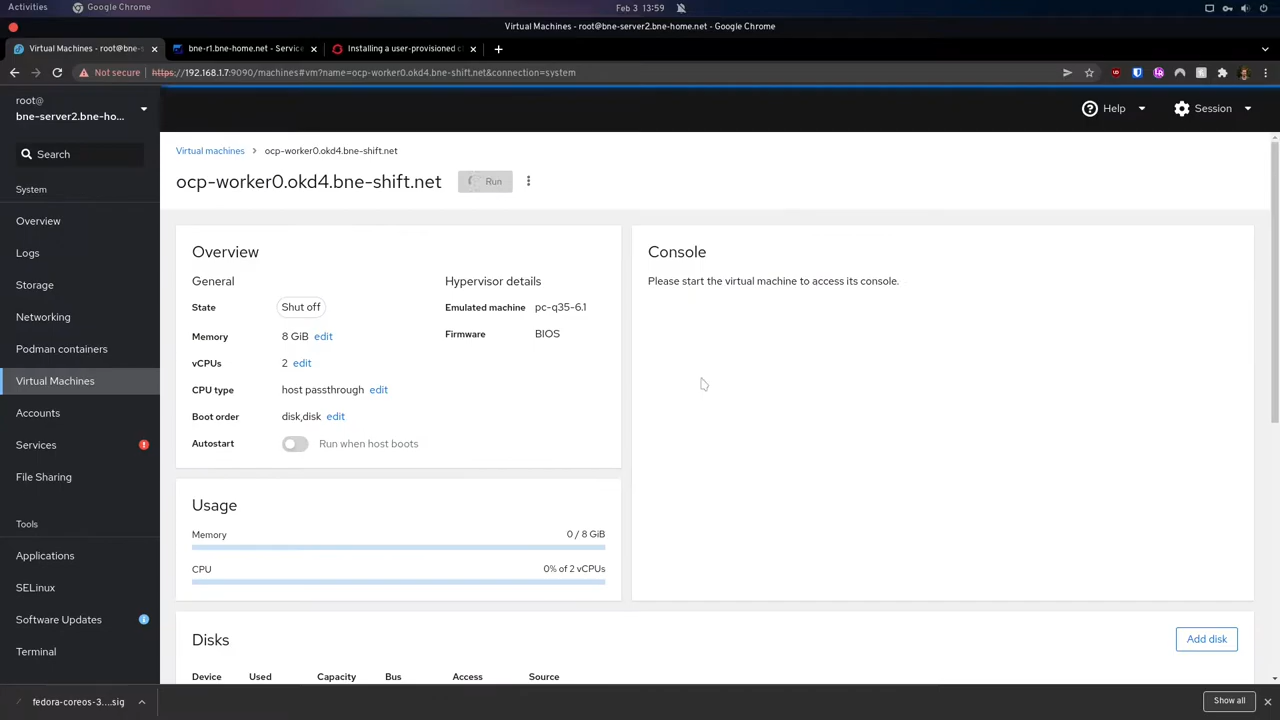 Activities
Google Chrome
Feb 3 13:59
Virtual Machines - root@bne-server2.bne-home.net - Google Chrome
Virtual Machines - root@bne-s
bne-r1.bne-home.net - Service
Installing a user-provisioned c
Not secure
https://192.168.1.7:9090/machines#vm?name=ocp-worker0.okd4.bne-shift.net&connection=system
root@
bne-server2.bne-ho...
Help
Session
Search
System
Overview
Logs
Storage
Networking
Podman containers
Virtual Machines
Accounts
Services
File Sharing
Tools
Applications
SELinux
Software Updates
Terminal
Virtual machines > ocp-worker0.okd4.bne-shift.net
ocp-worker0.okd4.bne-shift.net
Run
Overview
General
State Shut off
Memory 8 GiB edit
vCPUs 2 edit
CPU type host passthrough edit
Boot order disk,disk edit
Autostart Run when host boots
Hypervisor details
Emulated machine pc-q35-6.1
Firmware BIOS
Console
Please start the virtual machine to access its console.
Usage
Memory 0 / 8 GiB
CPU 0% of 2 vCPUs
Disks
Add disk
Device Used Capacity Bus Access Source
fedora-coreos-3....sig
Show all